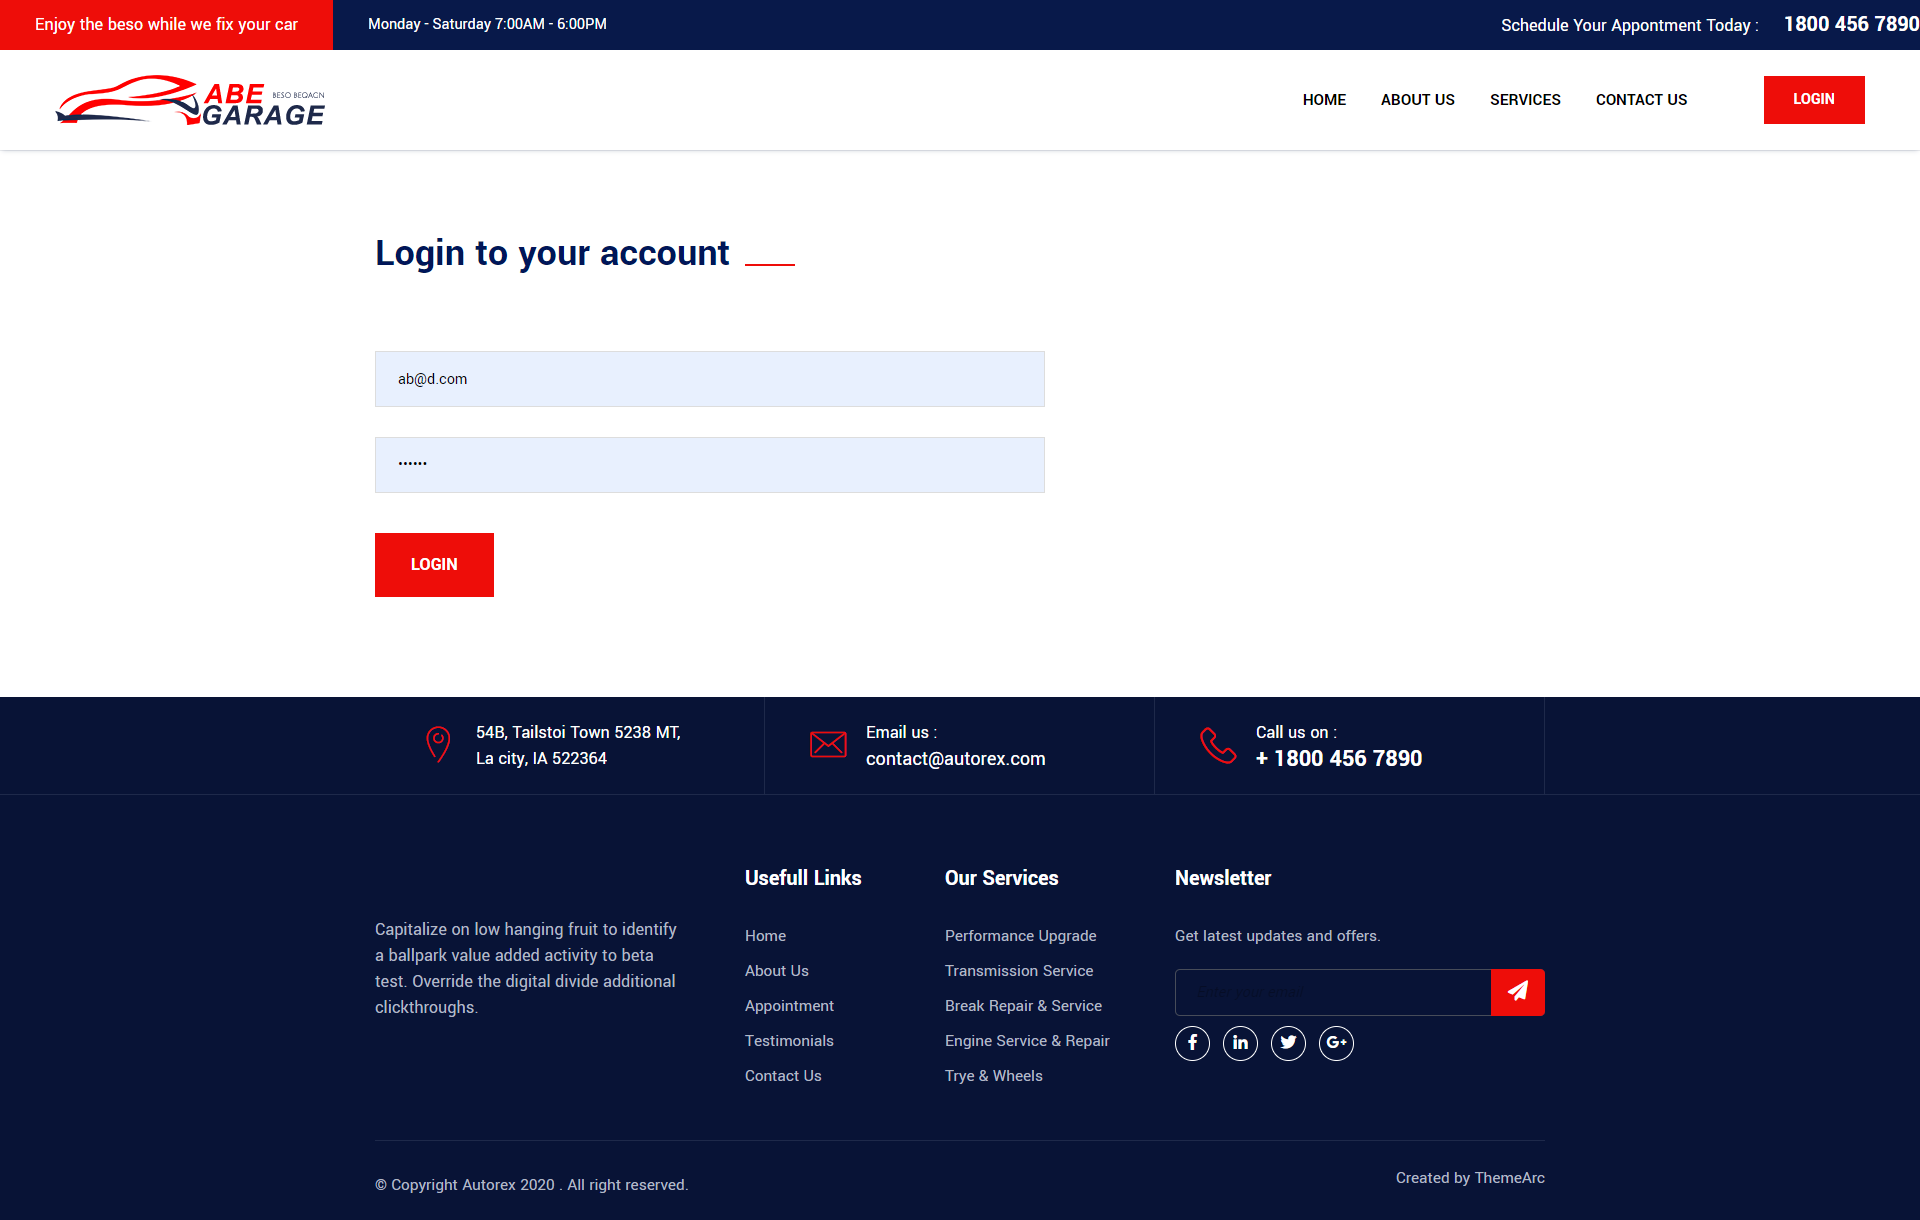 Enjoy the beso while we fix your car
Monday - Saturday 7:00AM - 6:00PM
Schedule Your Appontment Today : 1800 456 7890
ABE BESO BEQACN
GARAGE
HOME ABOUT US SERVICES CONTACT US LOGIN
Login to your account
ab@d.com
••••••
LOGIN
54B, Tailstoi Town 5238 MT,
La city, IA 522364
Email us :
contact@autorex.com
Call us on :
+ 1800 456 7890
Capitalize on low hanging fruit to identify
a ballpark value added activity to beta
test. Override the digital divide additional
clickthroughs.
Usefull Links
Home
About Us
Appointment
Testimonials
Contact Us
Our Services
Performance Upgrade
Transmission Service
Break Repair & Service
Engine Service & Repair
Trye & Wheels
Newsletter
Get latest updates and offers.
© Copyright Autorex 2020 . All right reserved.
Created by ThemeArc